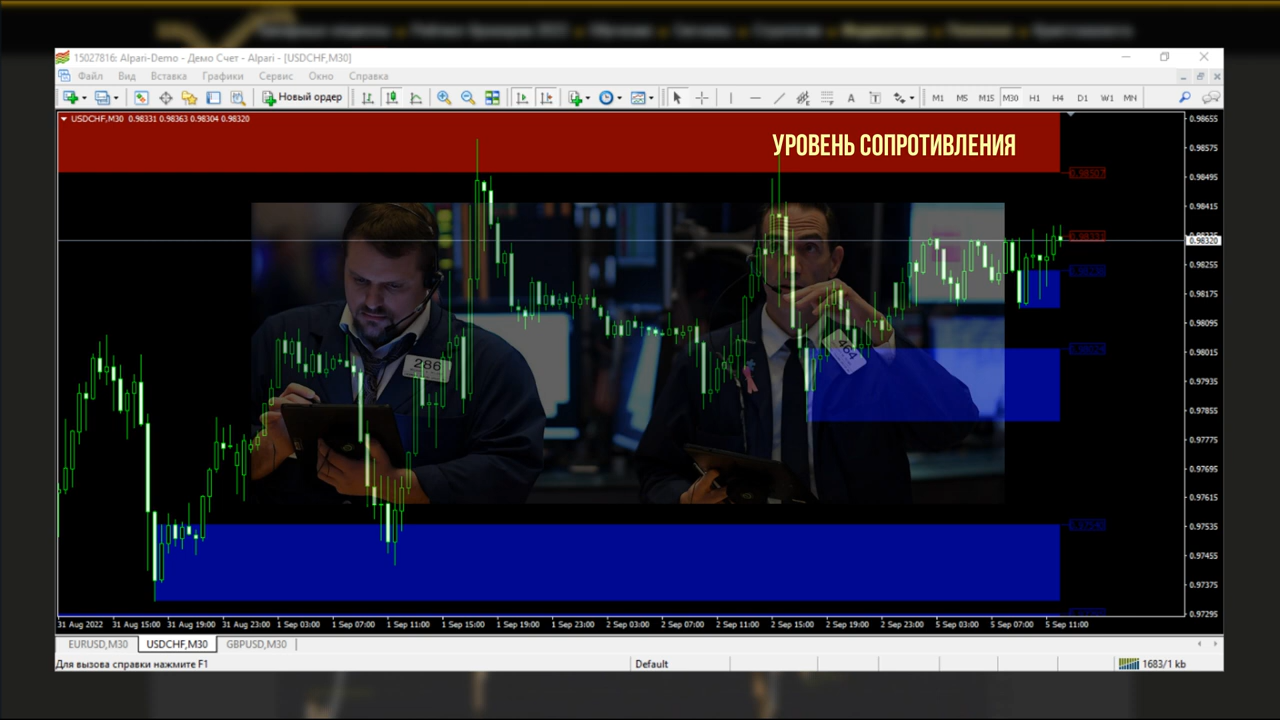 15027816: Alpari-Demo - Демо Счет - Alpari - [USDCHF,M30]
Файл Вид Вставка Графики Сервис Окно Справка
Новый ордер A T M1 M5 M15 M30 H1 H4 D1 W1 MN
USDCHF,M30 0.98331 0.98363 0.98304 0.98320
УРОВЕНЬ СОПРОТИВЛЕНИЯ
0.98655
0.98575
0.98507
0.98495
0.98415
0.98320
0.98255
0.98175
0.98095
0.98015
0.97935
0.97855
0.97775
0.97695
0.97615
0.97535
0.97455
0.97375
0.97295
286
464
31 Aug 2022 31 Aug 15:00 31 Aug 19:00 31 Aug 23:00 1 Sep 03:00 1 Sep 07:00 1 Sep 11:00 1 Sep 15:00 1 Sep 19:00 1 Sep 23:00 2 Sep 03:00 2 Sep 07:00 2 Sep 11:00 2 Sep 15:00 2 Sep 19:00 2 Sep 23:00 5 Sep 03:00 5 Sep 07:00 5 Sep 11:00
EURUSD,M30 USDCHF,M30 GBPUSD,M30
Для вызова справки нажмите F1 Default 1683/1 kb